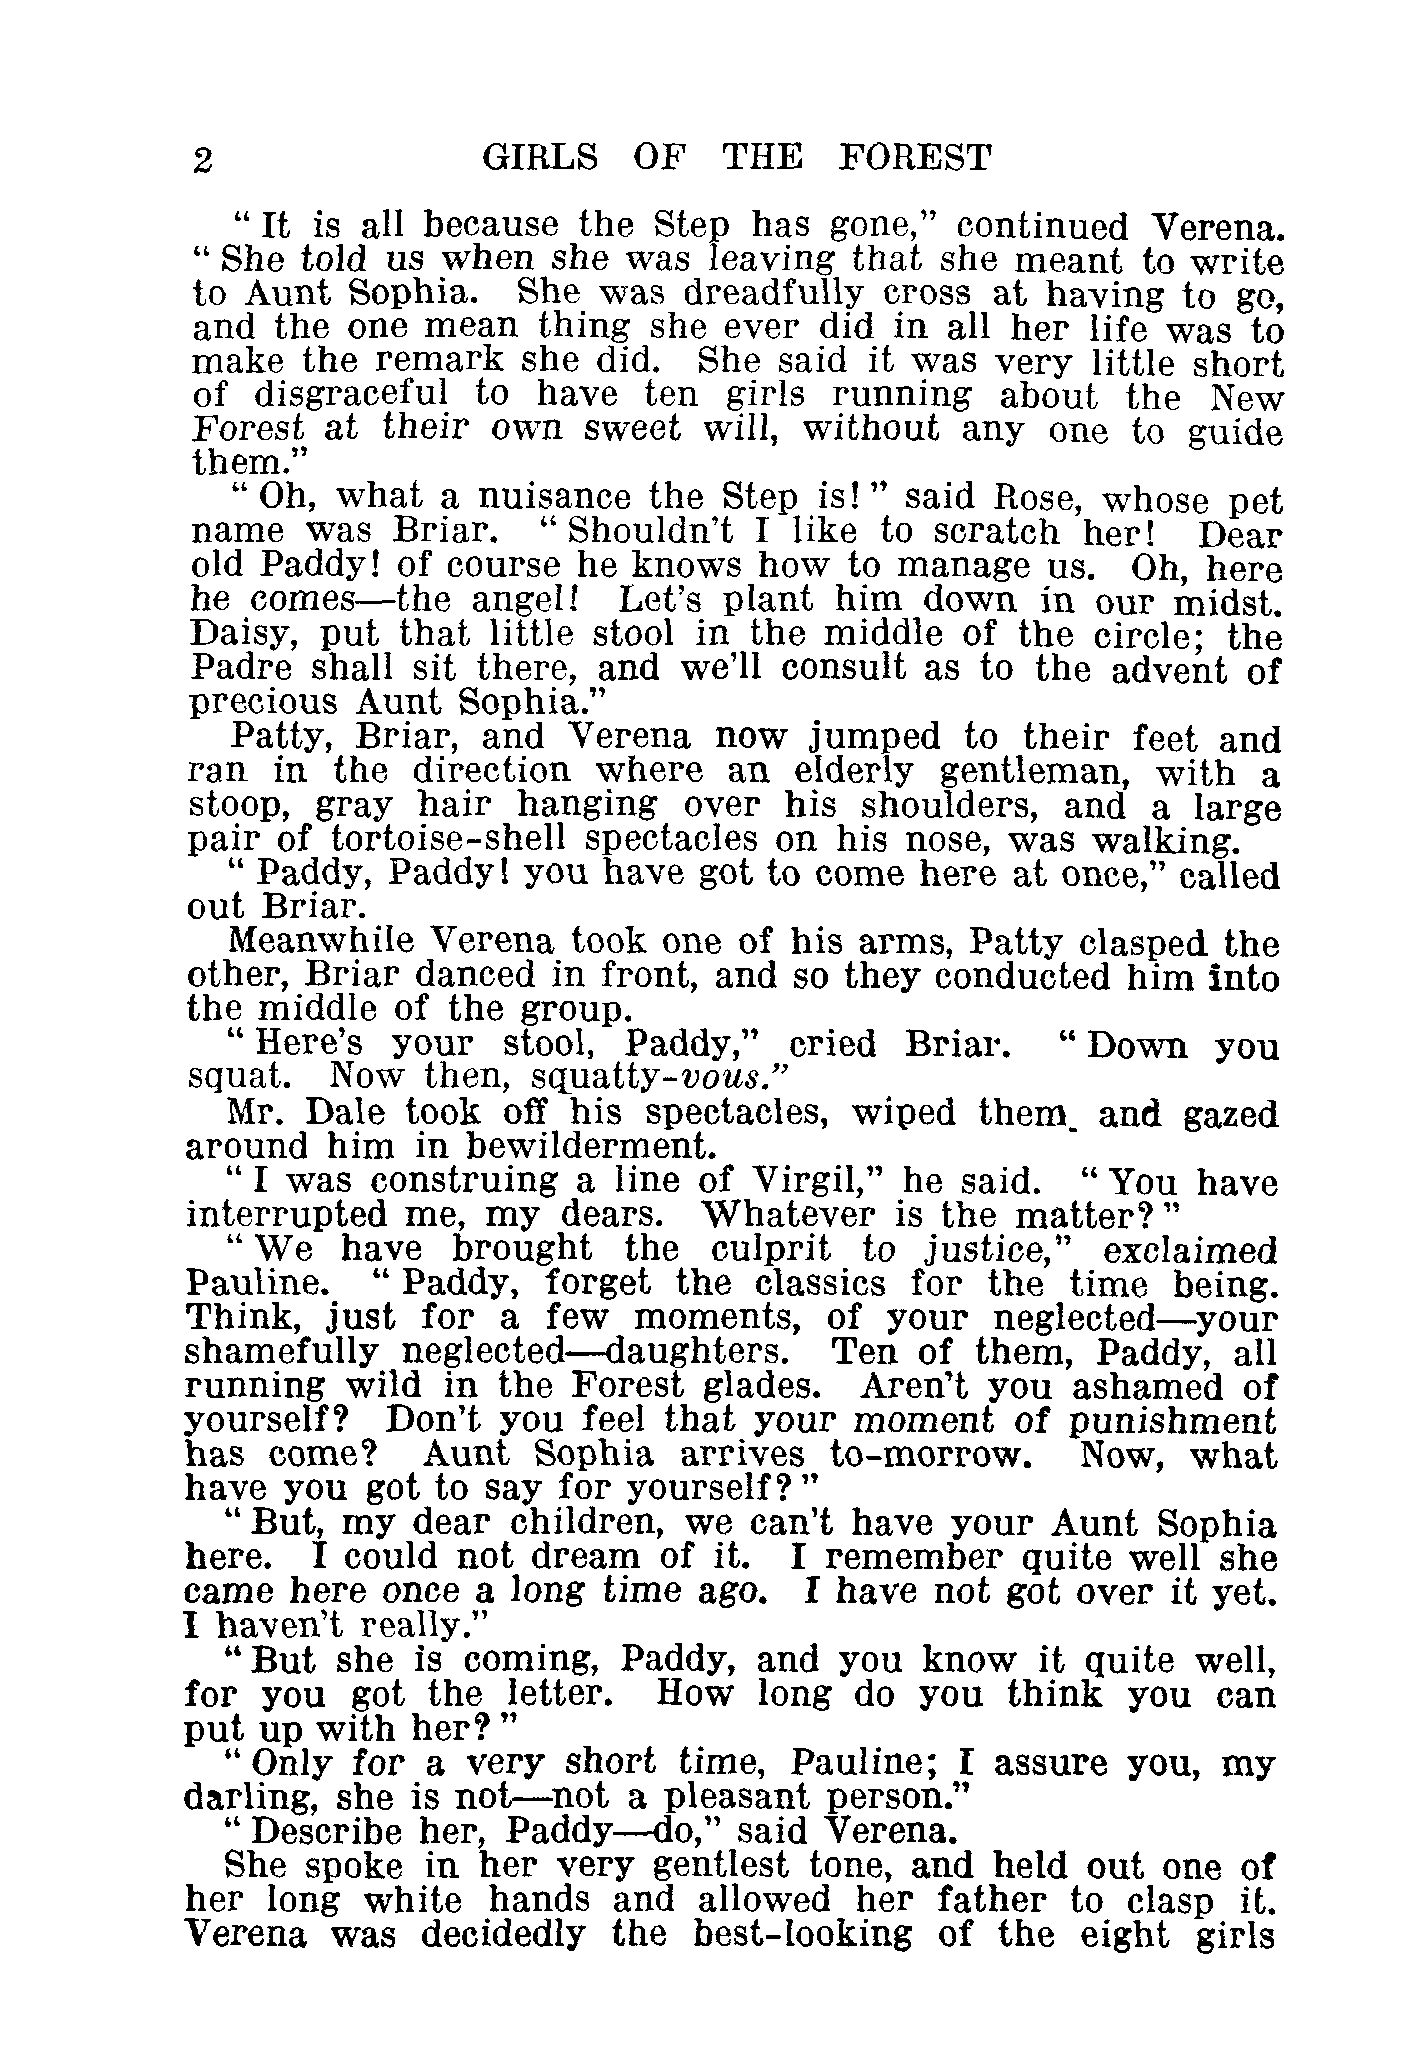 2 GIRLS OF THE FOREST
“ It is all because the Step has gone,” continued Verena.
“ She told us when she was leaving that she meant to write
to Aunt Sophia. She was dreadfully cross at having to go,
and the one mean thing she ever did in all her life was to
make the remark she did. She said it was very little short
of disgraceful to have ten girls running about the New
Forest at their own sweet will, without any one to guide
them.”
“ Oh, what a nuisance the Step is! ” said Rose, whose pet
name was Briar. “ Shouldn’t I like to scratch her! Dear
old Paddy! of course he knows how to manage us. Oh, here
he comes—the angel! Let’s plant him down in our midst.
Daisy, put that little stool in the middle of the circle; the
Padre shall sit there, and we’ll consult as to the advent of
precious Aunt Sophia.”
Patty, Briar, and Verena now jumped to their feet and
ran in the direction where an elderly gentleman, with a
stoop, gray hair hanging over his shoulders, and a large
pair of tortoise-shell spectacles on his nose, was walking.
“ Paddy, Paddy! you have got to come here at once,” called
out Briar.
Meanwhile Verena took one of his arms, Patty clasped the
other, Briar danced in front, and so they conducted him into
the middle of the group.
“ Here’s your stool, Paddy,” cried Briar. “ Down you
squat. Now then, squatty-vous.”
Mr. Dale took off his spectacles, wiped them and gazed
around him in bewilderment.
“ I was construing a line of Virgil,” he said. “ You have
interrupted me, my dears. Whatever is the matter? ”
“ We have brought the culprit to justice,” exclaimed
Pauline. “ Paddy, forget the classics for the time being.
Think, just for a few moments, of your neglected—your
shamefully neglected—daughters. Ten of them, Paddy, all
running wild in the Forest glades. Aren’t you ashamed of
yourself? Don’t you feel that your moment of punishment
has come? Aunt Sophia arrives to-morrow. Now, what
have you got to say for yourself? ”
“ But, my dear children, we can’t have your Aunt Sophia
here. I could not dream of it. I remember quite well she
came here once a long time ago. I have not got over it yet.
I haven’t really.”
“ But she is coming, Paddy, and you know it quite well,
for you got the letter. How long do you think you can
put up with her? ”
“ Only for a very short time, Pauline; I assure you, my
darling, she is not—not a pleasant person.”
“ Describe her, Paddy—do,” said Verena.
She spoke in her very gentlest tone, and held out one of
her long white hands and allowed her father to clasp it.
Verena was decidedly the best-looking of the eight girls